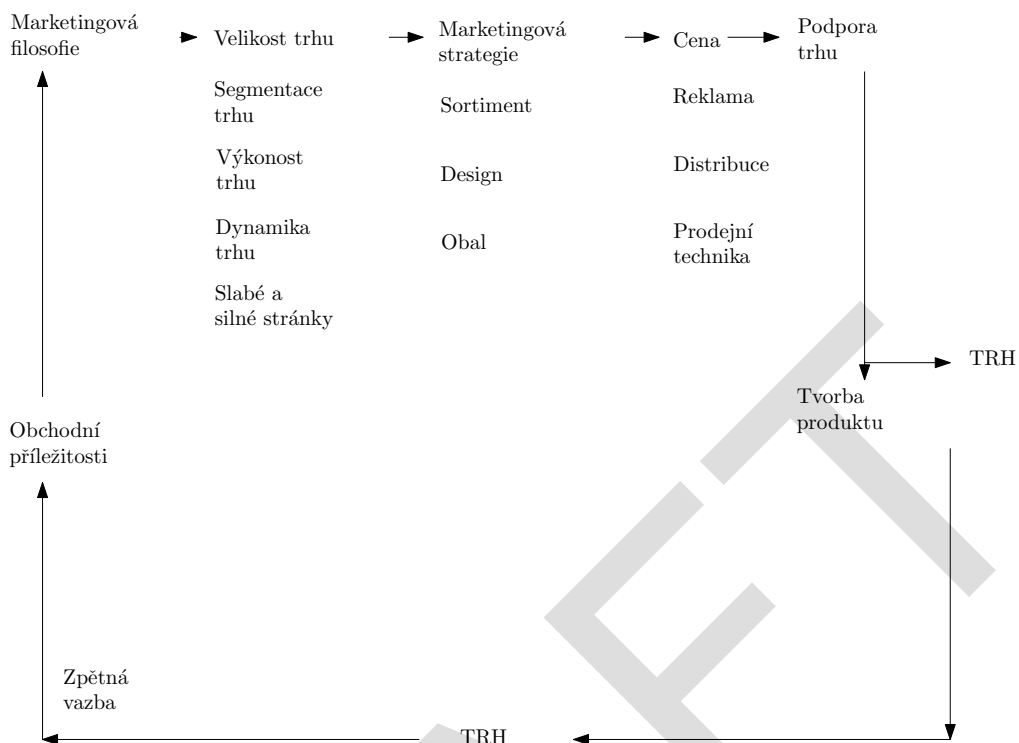 Marketingová
filosofie
Velikost trhu
Segmentace
trhu
Výkonost
trhu
Dynamika
trhu
Slabé a
silné stránky
Marketingová
strategie
Sortiment
Design
Obal
Cena
Reklama
Distribuce
Prodejní
technika
Podpora
trhu
TRH
Tvorba
produktu
Obchodní
příležitosti
Zpětná
vazba
TRH